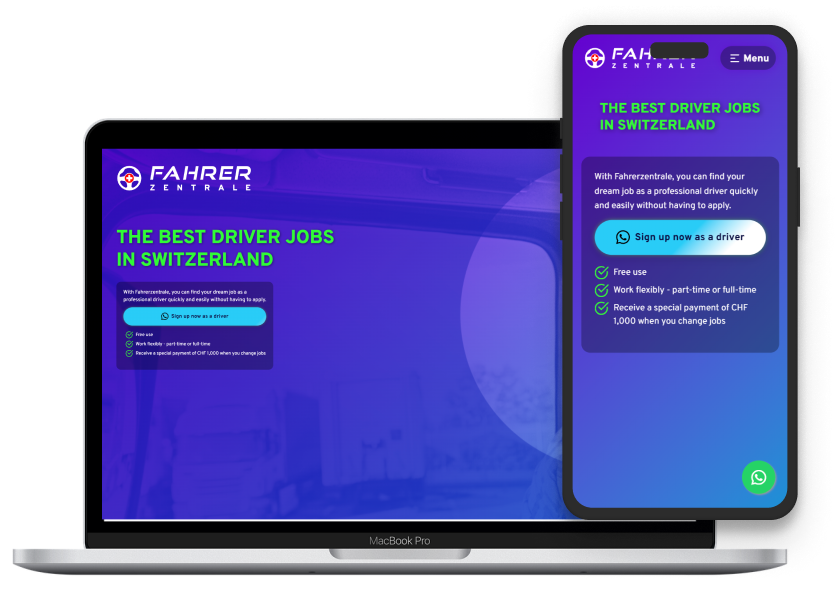 FAHRER
ZENTRALE
THE BEST DRIVER JOBS
IN SWITZERLAND
With Fahrerzentrale, you can find your dream job as a
professional driver quickly and easily without having to apply.
Sign up now as a driver
Free use
Work flexibly - part-time or full-time
Receive a special payment of CHF 1,000 when you change jobs
MacBook Pro
FAHRER
ZENTRALE
Menu
THE BEST DRIVER JOBS
IN SWITZERLAND
With Fahrerzentrale, you can find your
dream job as a professional driver quickly
and easily without having to apply.
Sign up now as a driver
Free use
Work flexibly - part-time or full-time
Receive a special payment of CHF
1,000 when you change jobs